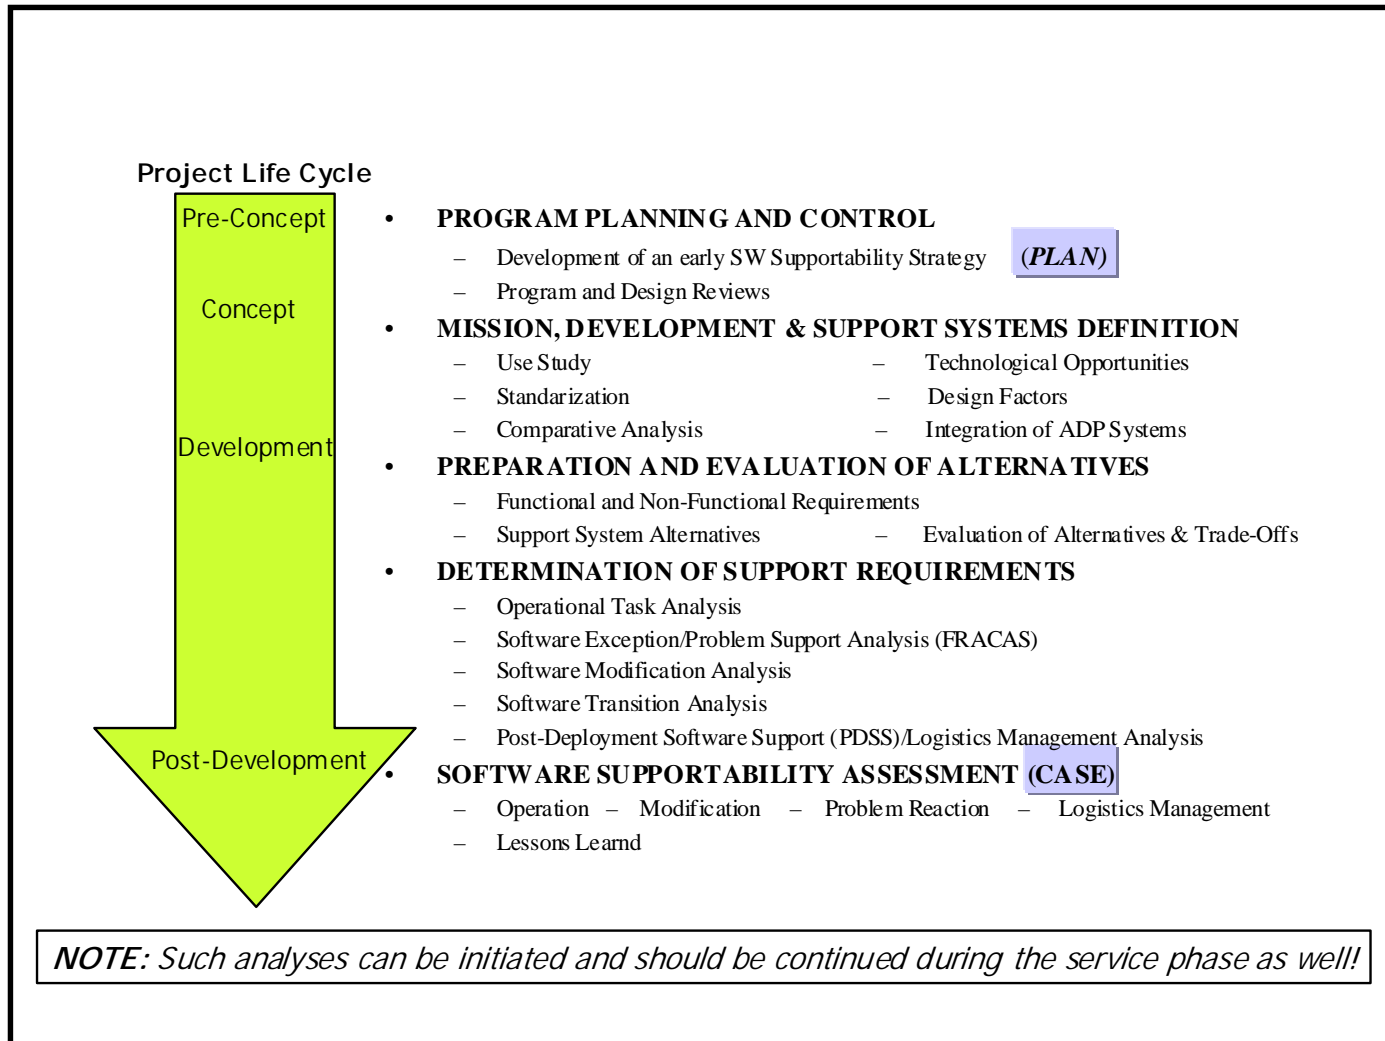 Project Life Cycle
Pre-Concept
Concept
Development
Post-Development
• PROGRAM PLANNING AND CONTROL
– Development of an early SW Supportability Strategy (PLAN)
– Program and Design Reviews
• MISSION, DEVELOPMENT & SUPPORT SYSTEMS DEFINITION
– Use Study – Technological Opportunities
– Standarization – Design Factors
– Comparative Analysis – Integration of ADP Systems
• PREPARATION AND EVALUATION OF ALTERNATIVES
– Functional and Non-Functional Requirements
– Support System Alternatives – Evaluation of Alternatives & Trade-Offs
• DETERMINATION OF SUPPORT REQUIREMENTS
– Operational Task Analysis
– Software Exception/Problem Support Analysis (FRACAS)
– Software Modification Analysis
– Software Transition Analysis
– Post-Deployment Software Support (PDSS)/Logistics Management Analysis
• SOFTWARE SUPPORTABILITY ASSESSMENT (CASE)
– Operation – Modification – Problem Reaction – Logistics Management
– Lessons Learnd
NOTE: Such analyses can be initiated and should be continued during the service phase as well!